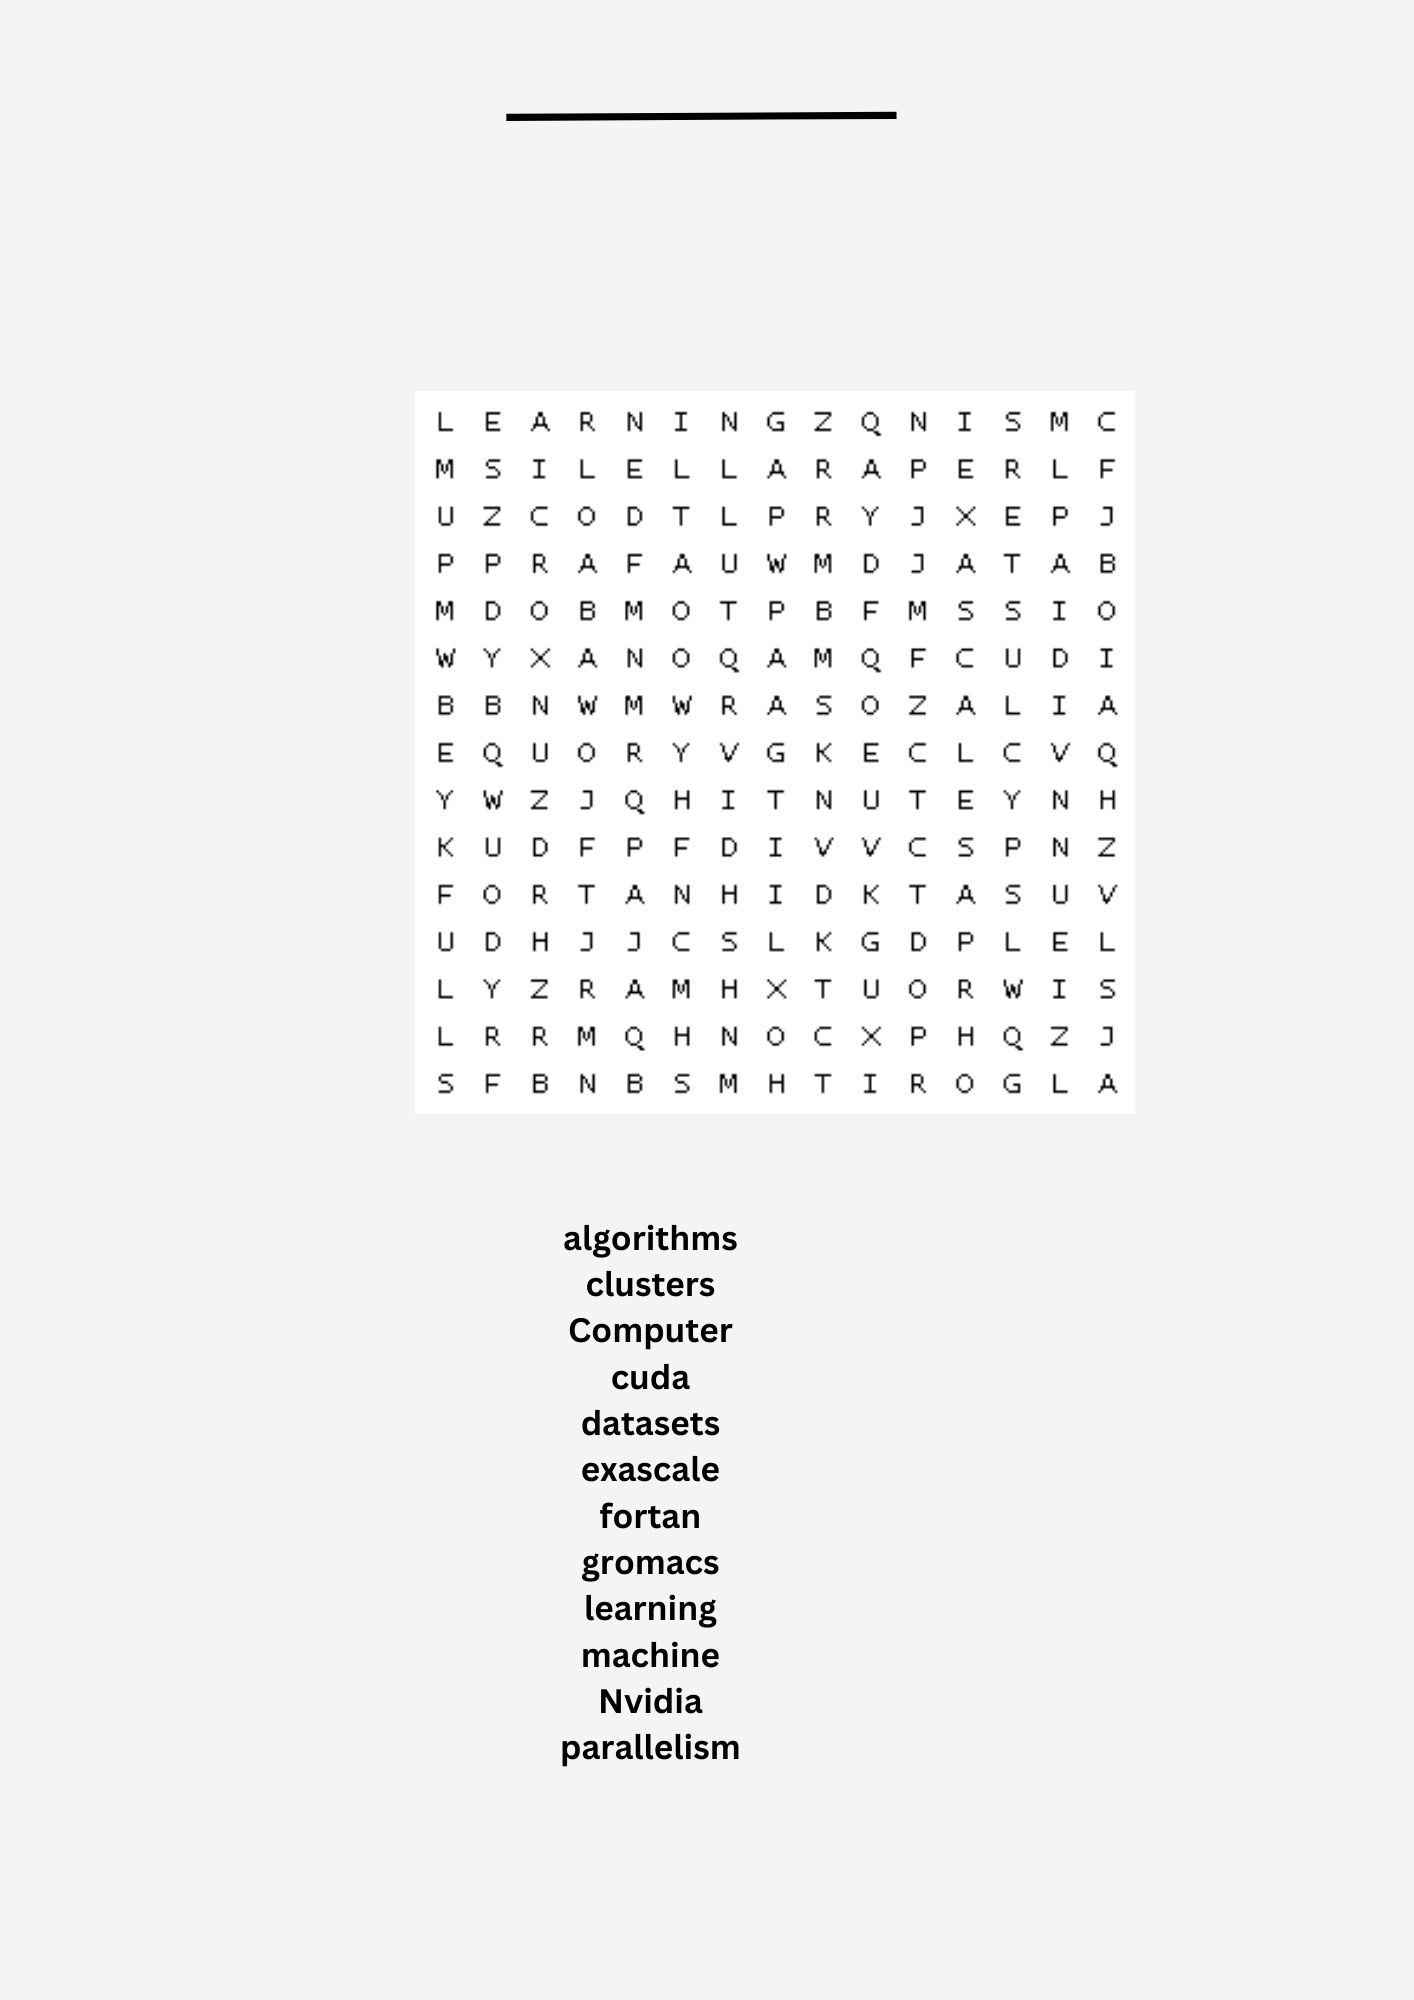 L E A R N I N G Z Q N I S M C
M S I L E L L A R A P E R L F
U Z C O D T L P R Y J X E P J
P P R A F A U W M D J A T A B
M D O B M O T P B F M S S I O
W Y X A N O Q A M Q F C U D I
B B N W M W R A S O Z A L I A
E Q U O R Y V G K E C L C V Q
Y W Z J Q H I T N U T E Y N H
K U D F P F D I V V C S P N Z
F O R T A N H I D K T A S U V
U D H J J C S L K G D P L E L
L Y Z R A M H X T U O R W I S
L R R M Q H N O C X P H Q Z J
S F B N B S M H T I R O G L A
algorithms
clusters
Computer
cuda
datasets
exascale
fortan
gromacs
learning
machine
Nvidia
parallelism